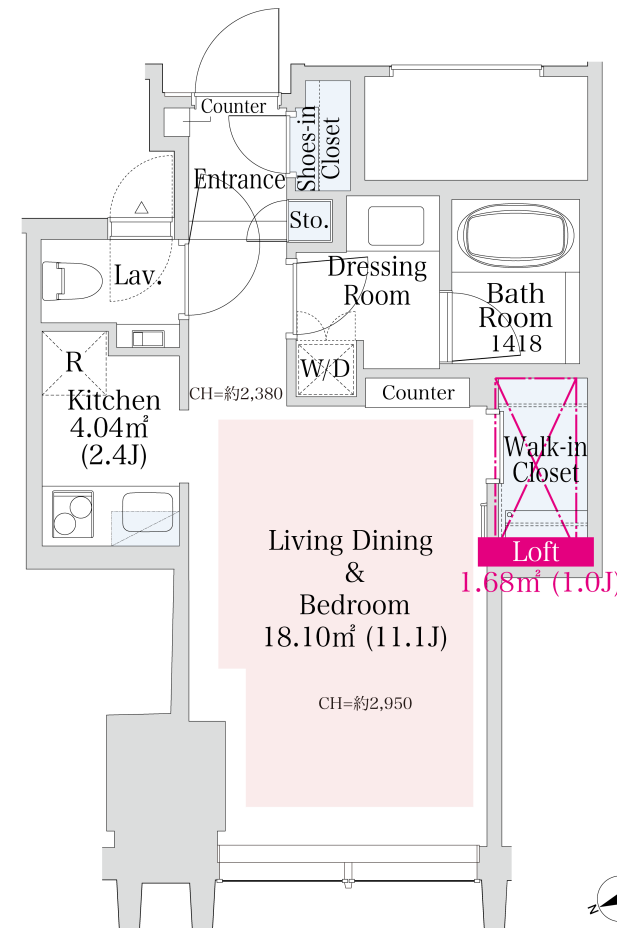 Counter
Shoes-in
Closet
Entrance
Sto.
Lav.
Dressing
Room
Bath
Room
1418
R
W/D
CH=約2,380
Counter
Kitchen
4.04㎡
(2.4J)
Walk-in
Closet
Loft
1.68㎡ (1.0J)
Living Dining
&
Bedroom
18.10㎡ (11.1J)
CH=約2,950
N